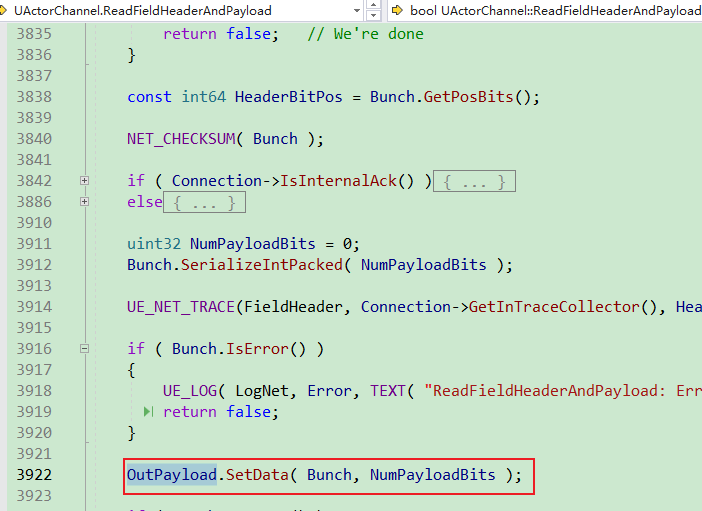 UActorChannel.ReadFieldHeaderAndPayload bool UActorChannel::ReadFieldHeaderAndPayload
3835 return false; // We're done
3836 }
3837
3838 const int64 HeaderBitPos = Bunch.GetPosBits();
3839
3840 NET_CHECKSUM( Bunch );
3841
3842 if ( Connection->IsInternalAck() ) { ... }
3886 else { ... }
3910
3911 uint32 NumPayloadBits = 0;
3912 Bunch.SerializeIntPacked( NumPayloadBits );
3913
3914 UE_NET_TRACE(FieldHeader, Connection->GetInTraceCollector(), Hea
3915
3916 if ( Bunch.IsError() )
3917 {
3918 UE_LOG( LogNet, Error, TEXT( "ReadFieldHeaderAndPayload: Err
3919 return false;
3920 }
3921
3922 OutPayload.SetData( Bunch, NumPayloadBits );
3923